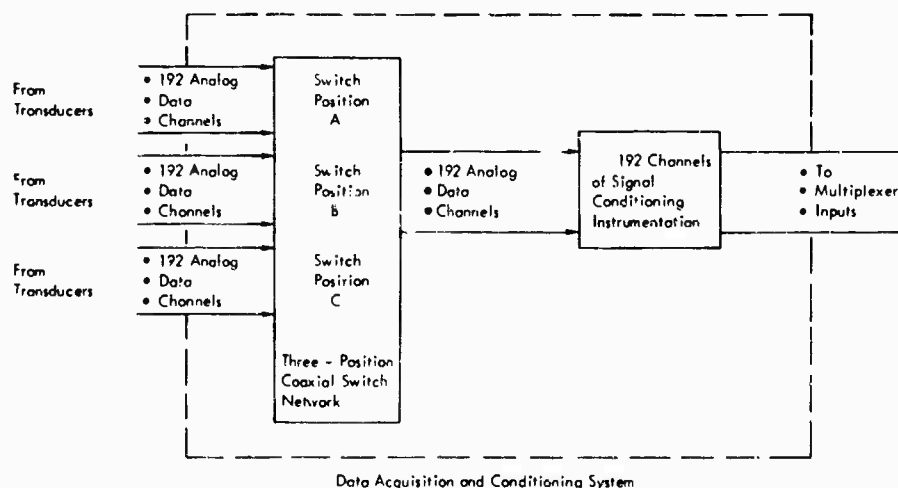 From
Transducers
• 192 Analog
• Data
• Channels
Switch
Position
A
From
Transducers
• 192 Analog
• Data
• Channels
Switch
Position
B
From
Transducers
• 192 Analog
• Data
• Channels
Switch
Position
C
Three - Position
Coaxial Switch
Network
• 192 Analog
• Data
• Channels
192 Channels
of Signal
Conditioning
Instrumentation
• To
• Multiplexer
• Inputs
Data Acquisition and Conditioning System